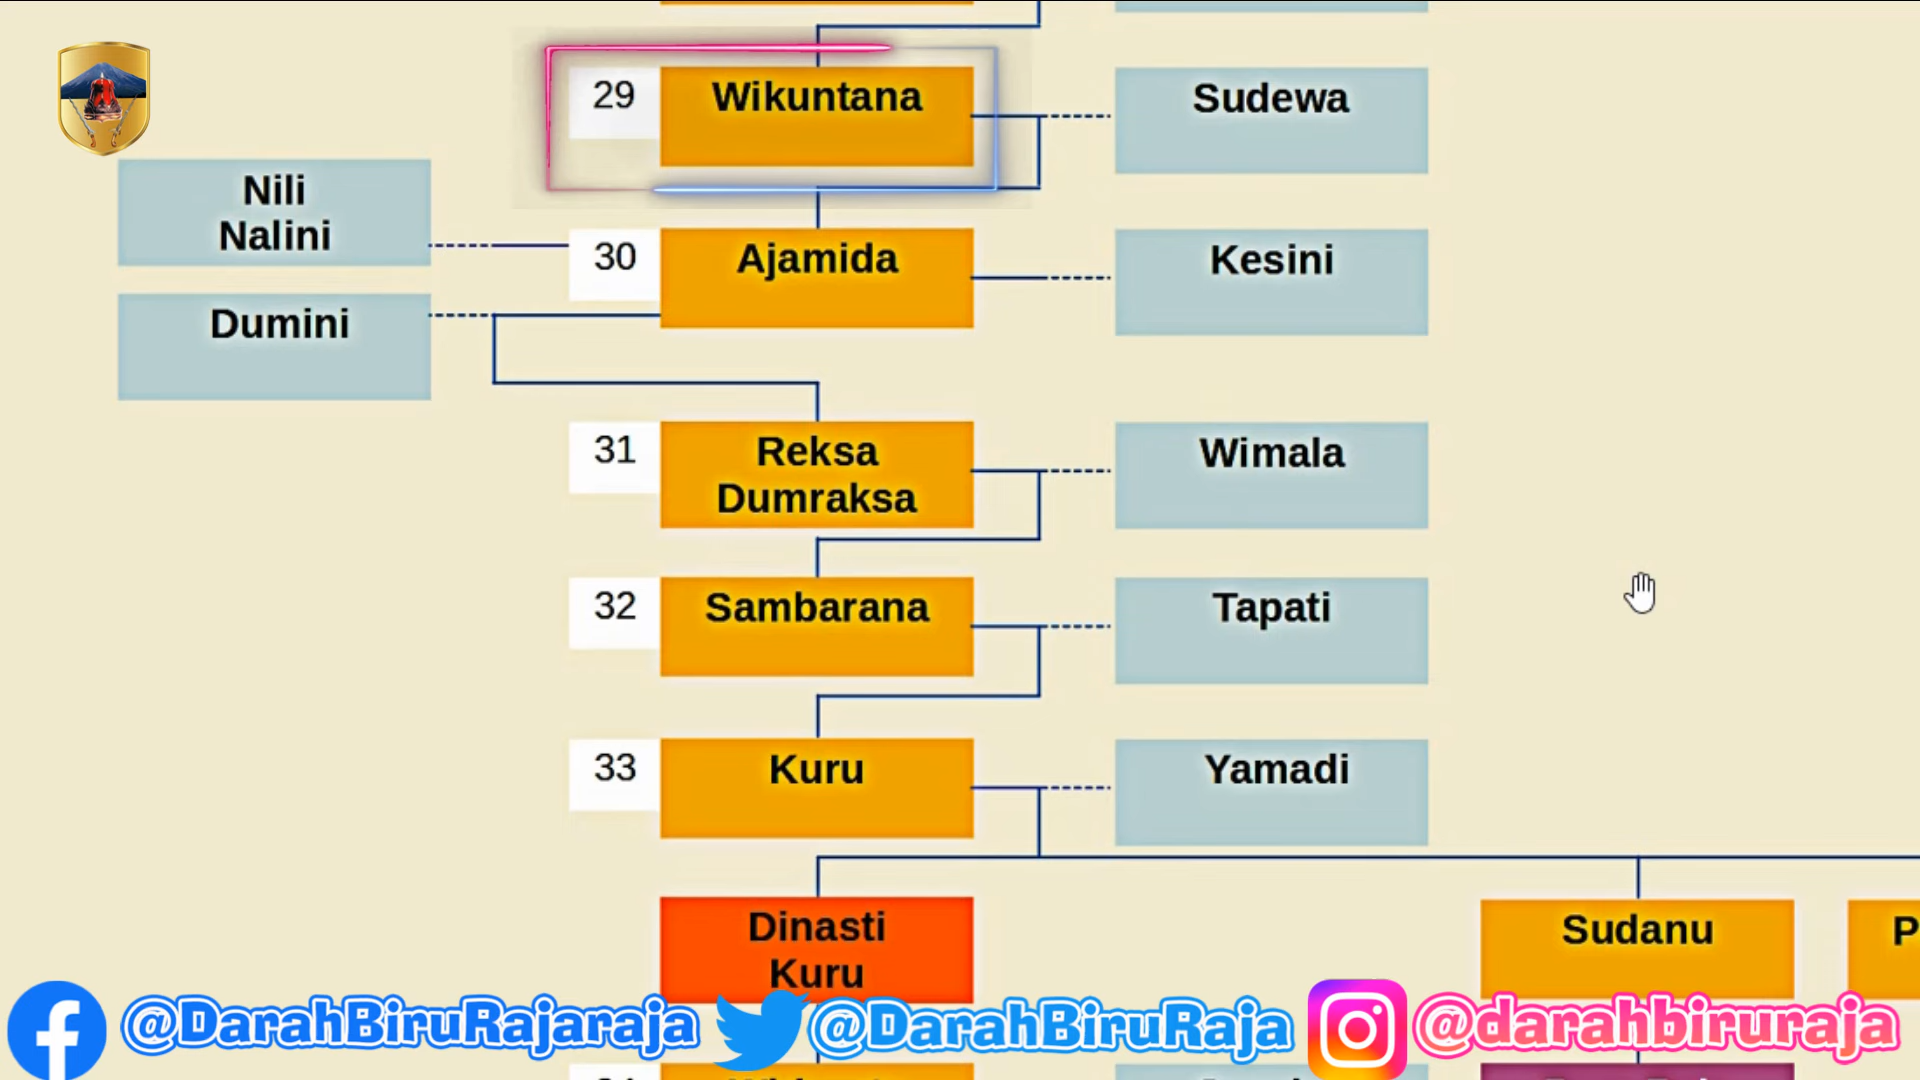 29
Wikuntana
Sudewa
Nili
Nalini
30
Ajamida
Kesini
Dumini
31
Reksa
Dumraksa
Wimala
32
Sambarana
Tapati
33
Kuru
Yamadi
Dinasti
Kuru
Sudanu
P
@DarahBiruRajaraja
@DarahBiruRaja
@darahbiruraja